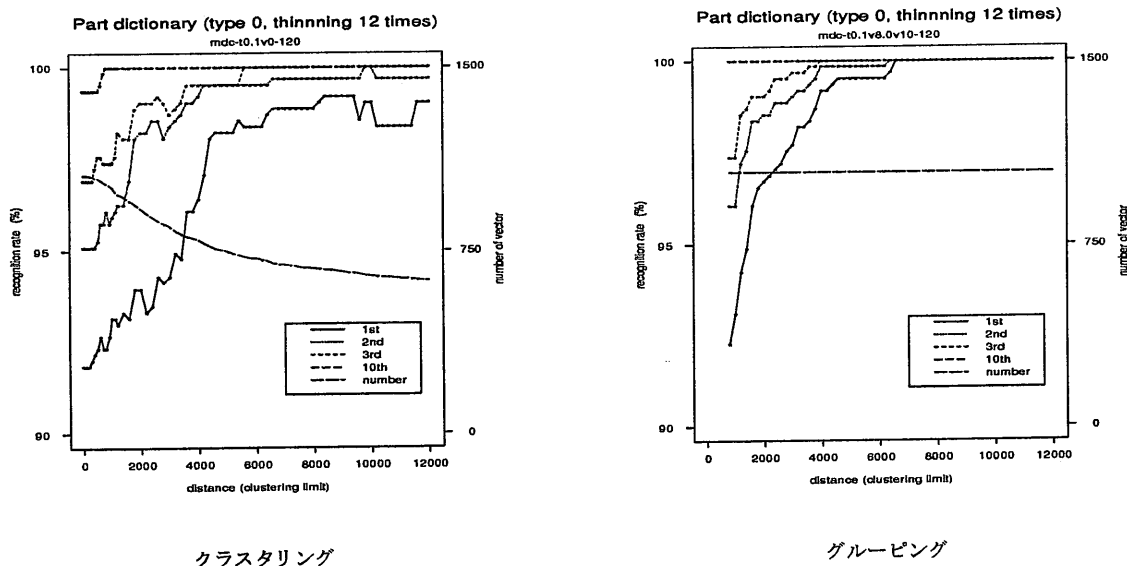 Part dictionary (type 0, thinnning 12 times)
mdc-t0.1v0-120
100
95
90
recognition rate (%)
1500
750
0
number of vector
1st
2nd
3rd
10th
number
0 2000 4000 6000 8000 10000 12000
distance (clustering limit)
クラスタリング
Part dictionary (type 0, thinnning 12 times)
mdc-t0.1v8.0v10-120
100
95
90
recognition rate (%)
1500
750
0
number of vector
1st
2nd
3rd
10th
number
0 2000 4000 6000 8000 10000 12000
distance (clustering limit)
グルーピング